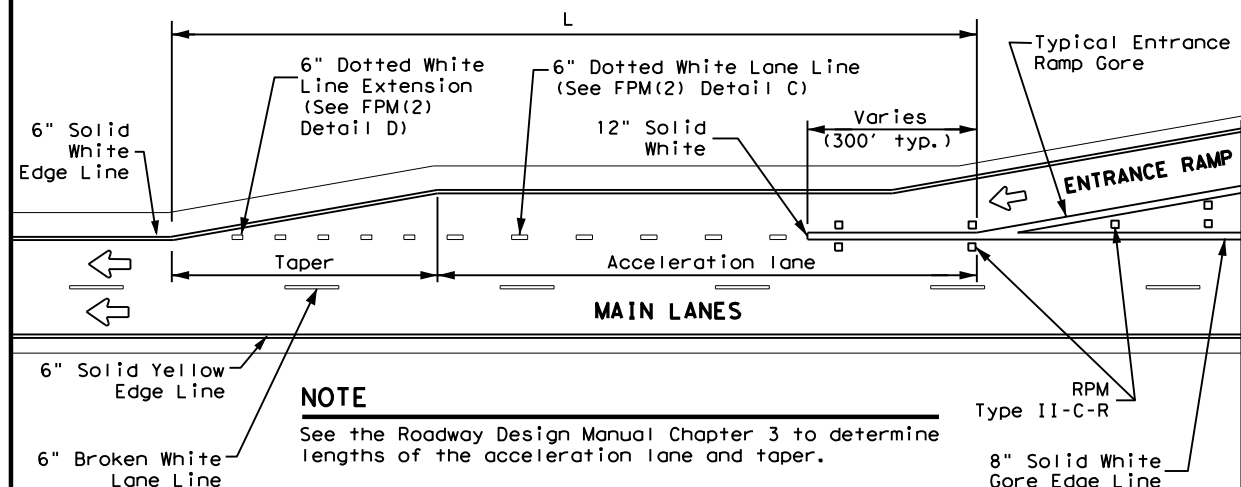 L
6" Dotted White
Line Extension
(See FPM(2)
Detail D)
6" Dotted White Lane Line
(See FPM(2) Detail C)
Typical Entrance
Ramp Gore
6" Solid
White
Edge Line
12" Solid
White
Varies
(300' typ.)
ENTRANCE RAMP
Taper
Acceleration lane
MAIN LANES
6" Solid Yellow
Edge Line
NOTE
See the Roadway Design Manual Chapter 3 to determine
lengths of the acceleration lane and taper.
RPM
Type II-C-R
6" Broken White
Lane Line
8" Solid White
Gore Edge Line